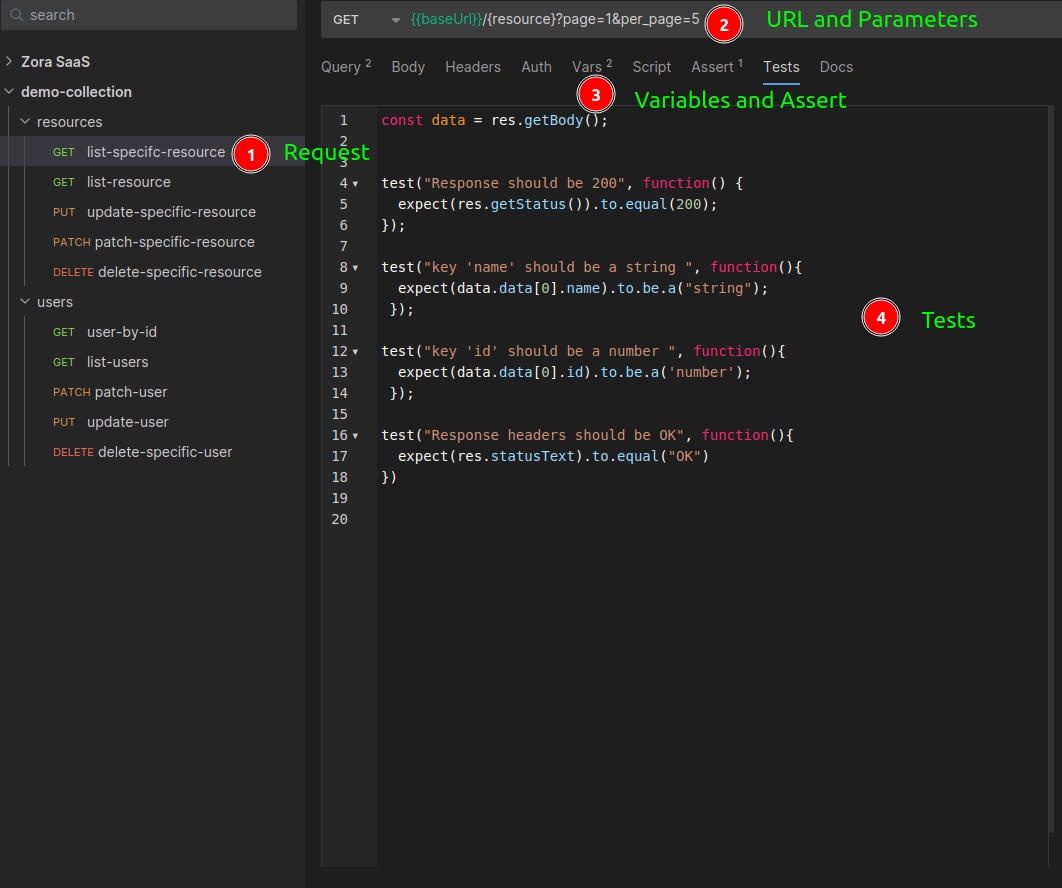 search
Zora SaaS
demo-collection
resources
GET list-specifc-resource
1 Request
GET list-resource
PUT update-specific-resource
PATCH patch-specific-resource
DELETE delete-specific-resource
users
GET user-by-id
GET list-users
PATCH patch-user
PUT update-user
DELETE delete-specific-user
GET {{baseUrl}}/{resource}?page=1&per_page=5
2 URL and Parameters
Query 2 Body Headers Auth Vars 2 Script Assert 1 Tests Docs
3 Variables and Assert
1 const data = res.getBody();
2
3
4 test("Response should be 200", function() {
5 expect(res.getStatus()).to.equal(200);
6 });
7
8 test("key 'name' should be a string ", function(){
9 expect(data.data[0].name).to.be.a("string");
10 });
4 Tests
11
12 test("key 'id' should be a number ", function(){
13 expect(data.data[0].id).to.be.a('number');
14 });
15
16 test("Response headers should be OK", function(){
17 expect(res.statusText).to.equal("OK")
18 })
19
20